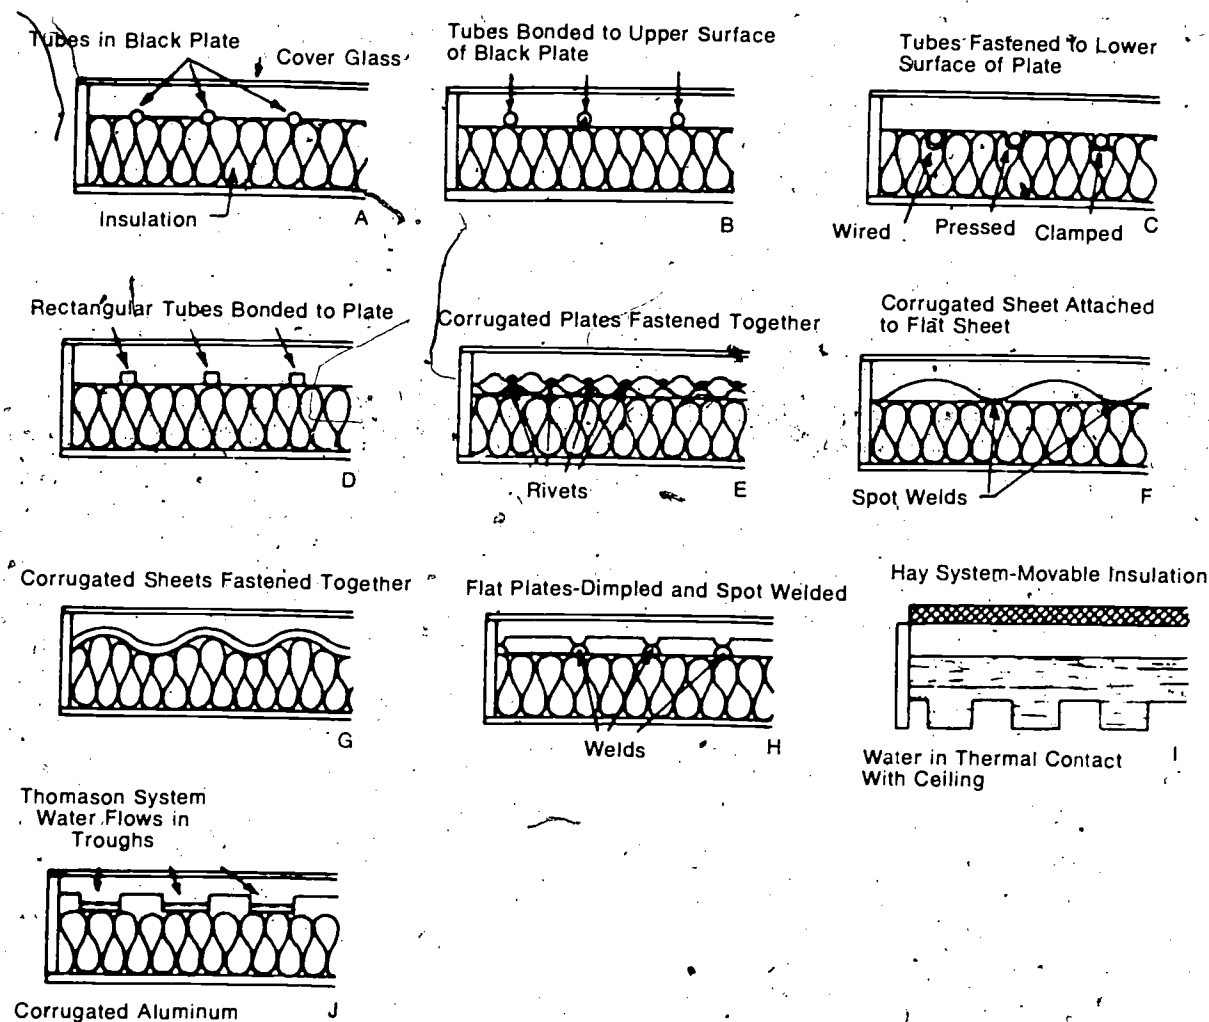 Tubes in Black Plate
Cover Glass
Insulation
A
Tubes Bonded to Upper Surface
of Black Plate
B
Tubes Fastened to Lower
Surface of Plate
Wired
Pressed
Clamped
C
Rectangular Tubes Bonded to Plate
D
Corrugated Plates Fastened Together
Rivets
E
Corrugated Sheet Attached
to Flat Sheet
Spot Welds
F
Corrugated Sheets Fastened Together
G
Flat Plates-Dimpled and Spot Welded
Welds
H
Hay System-Movable Insulation
Water in Thermal Contact
With Ceiling
I
Thomason System
Water Flows in
Troughs
Corrugated Aluminum
J